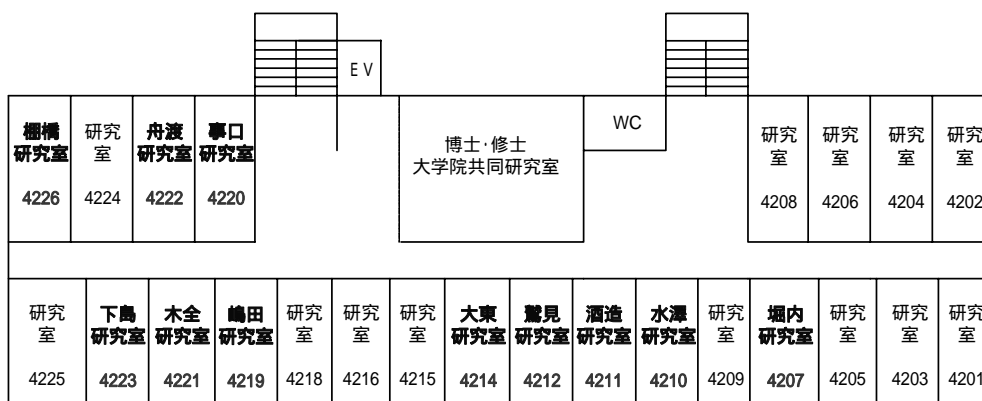 EV
棚橋
研究室
4226
研究
室
4224
舟渡
研究室
4222
事口
研究室
4220
博士・修士
大学院共同研究室
WC
研究
室
4208
研究
室
4206
研究
室
4204
研究
室
4202
研究
室
4225
下島
研究室
4223
木全
研究室
4221
嶋田
研究室
4219
研究
室
4218
研究
室
4216
研究
室
4215
大東
研究室
4214
鷲見
研究室
4212
酒造
研究室
4211
水澤
研究室
4210
研究
室
4209
堀内
研究室
4207
研究
室
4205
研究
室
4203
研究
室
4201